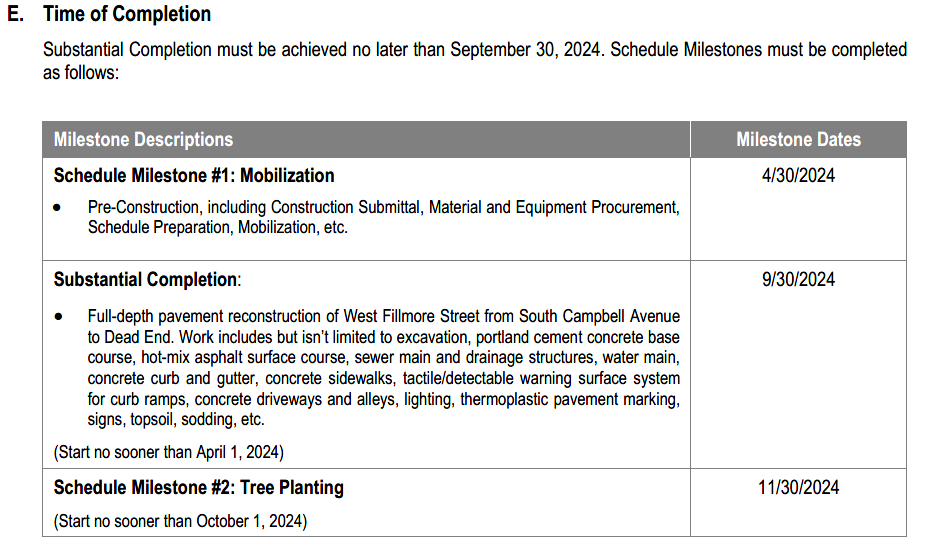 E. Time of Completion
Substantial Completion must be achieved no later than September 30, 2024. Schedule Milestones must be completed
as follows:
Milestone Descriptions Milestone Dates
Schedule Milestone #1: Mobilization 4/30/2024
• Pre-Construction, including Construction Submittal, Material and Equipment Procurement,
Schedule Preparation, Mobilization, etc.
Substantial Completion: 9/30/2024
• Full-depth pavement reconstruction of West Fillmore Street from South Campbell Avenue
to Dead End. Work includes but isn’t limited to excavation, portland cement concrete base
course, hot-mix asphalt surface course, sewer main and drainage structures, water main,
concrete curb and gutter, concrete sidewalks, tactile/detectable warning surface system
for curb ramps, concrete driveways and alleys, lighting, thermoplastic pavement marking,
signs, topsoil, sodding, etc.
(Start no sooner than April 1, 2024)
Schedule Milestone #2: Tree Planting 11/30/2024
(Start no sooner than October 1, 2024)